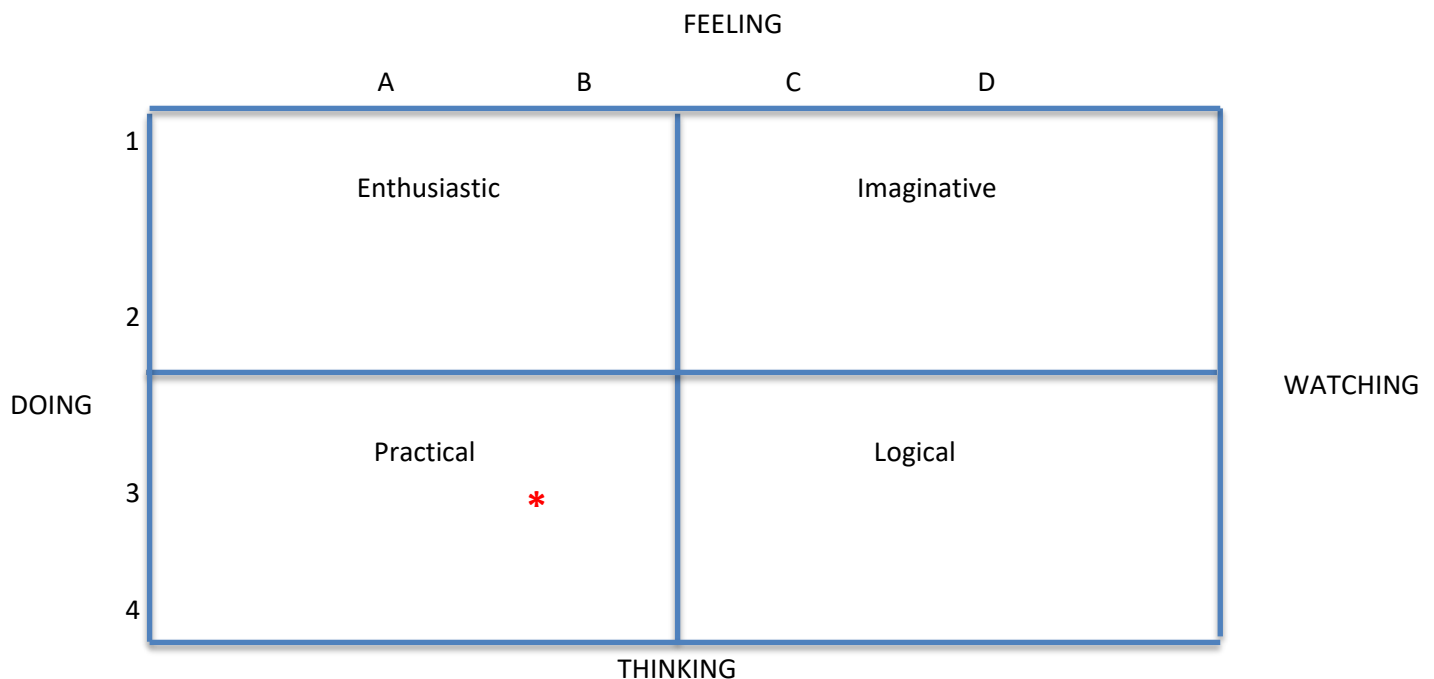 FEELING
A B C D
1
Enthusiastic Imaginative
2
DOING WATCHING
Practical Logical
3 *
4
THINKING